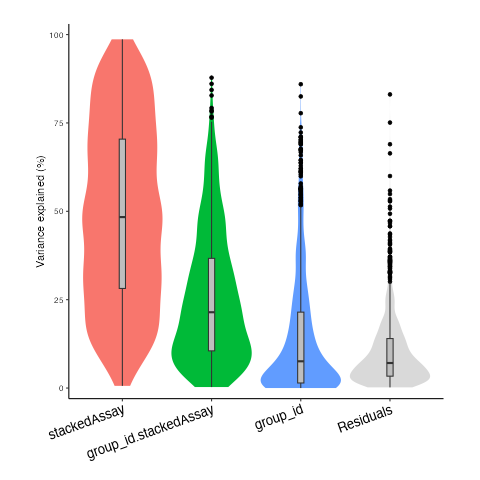 Variance explained (%)
100
75
50
25
0
stackedAssay
group_id.stackedAssay
group_id
Residuals